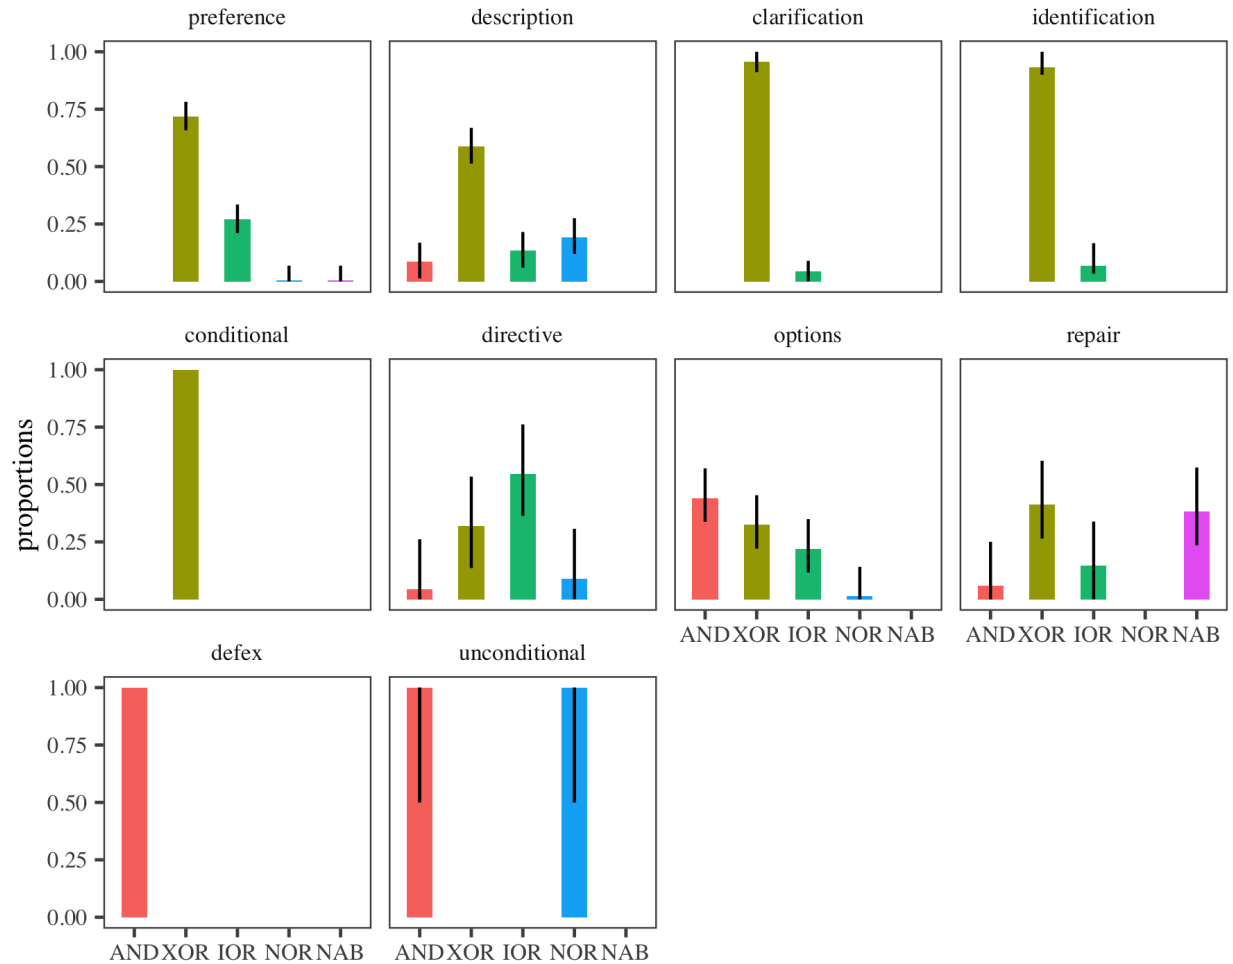 preference description clarification identification
1.00
0.75
0.50
0.25
0.00
conditional directive options repair
1.00
0.75
0.50
0.25
0.00
proportions
AND XOR IOR NOR NAB AND XOR IOR NOR NAB
defex unconditional
1.00
0.75
0.50
0.25
0.00
AND XOR IOR NOR NAB AND XOR IOR NOR NAB